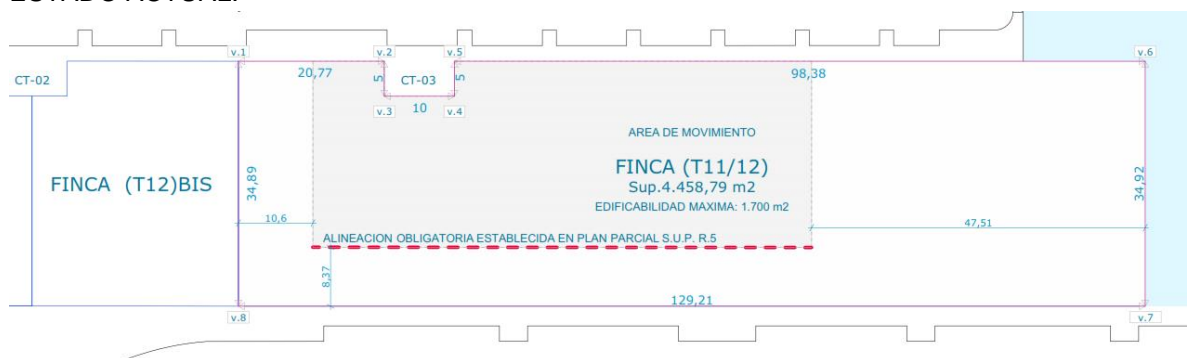 v.1
v.2
v.5
v.6
20,77
5
CT-03
5
98,38
CT-02
v.3
10
v.4
AREA DE MOVIMIENTO
FINCA (T11/12)
Sup.4.458,79 m2
EDIFICABILIDAD MAXIMA: 1.700 m2
FINCA (T12)BIS
34,89
34,92
10,6
47,51
ALINEACION OBLIGATORIA ESTABLECIDA EN PLAN PARCIAL S.U.P. R.5
8,37
129,21
v.8
v.7